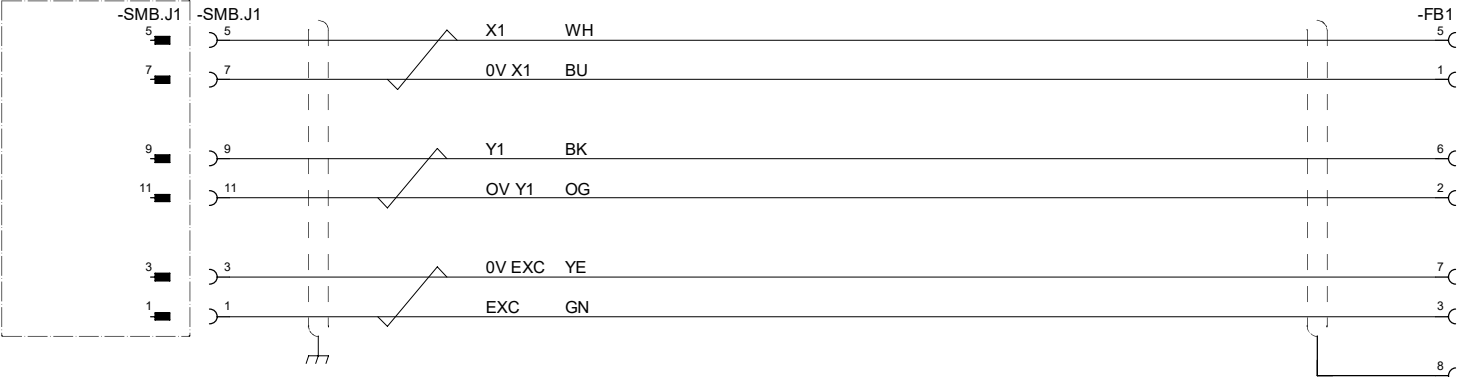 -SMB.J1 -SMB.J1 -FB1
5 5 X1 WH 5
7 7 0V X1 BU 1
9 9 Y1 BK 6
11 11 OV Y1 OG 2
3 3 0V EXC YE 7
1 1 EXC GN 3
8